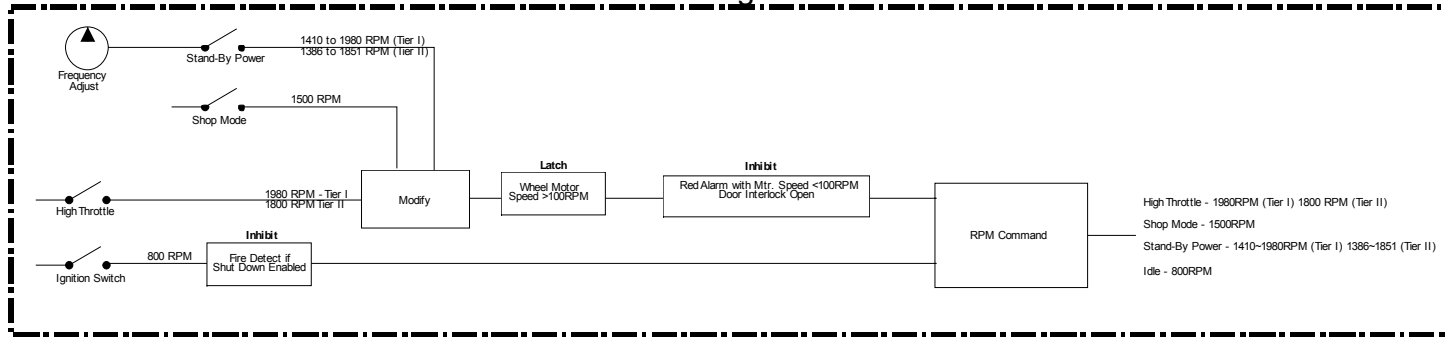 1410 to 1980 RPM (Tier I)
1386 to 1851 RPM (Tier II)
Stand-By Power
Frequency
Adjust
1500 RPM
Shop Mode
1980 RPM - Tier I
1800 RPM Tier II
High Throttle
Modify
Latch
Wheel Motor
Speed >100RPM
Inhibit
Red Alarm with Mtr. Speed <100RPM
Door Interlock Open
RPM Command
High Throttle - 1980RPM (Tier I) 1800 RPM (Tier II)
Shop Mode - 1500RPM
Stand-By Power - 1410~1980RPM (Tier I) 1386~1851 (Tier II)
Idle - 800RPM
Inhibit
800 RPM
Fire Detect if
Shut Down Enabled
Ignition Switch